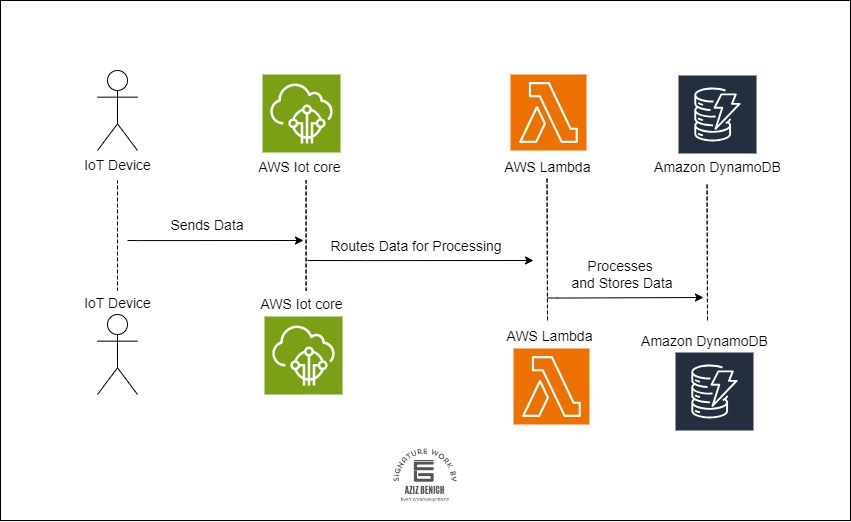 IoT Device
AWS Iot core
AWS Lambda
Amazon DynamoDB
Sends Data
Routes Data for Processing
Processes
and Stores Data
IoT Device
AWS Iot core
AWS Lambda
Amazon DynamoDB
SIGNATURE WORK BY
AZIZ BENICH